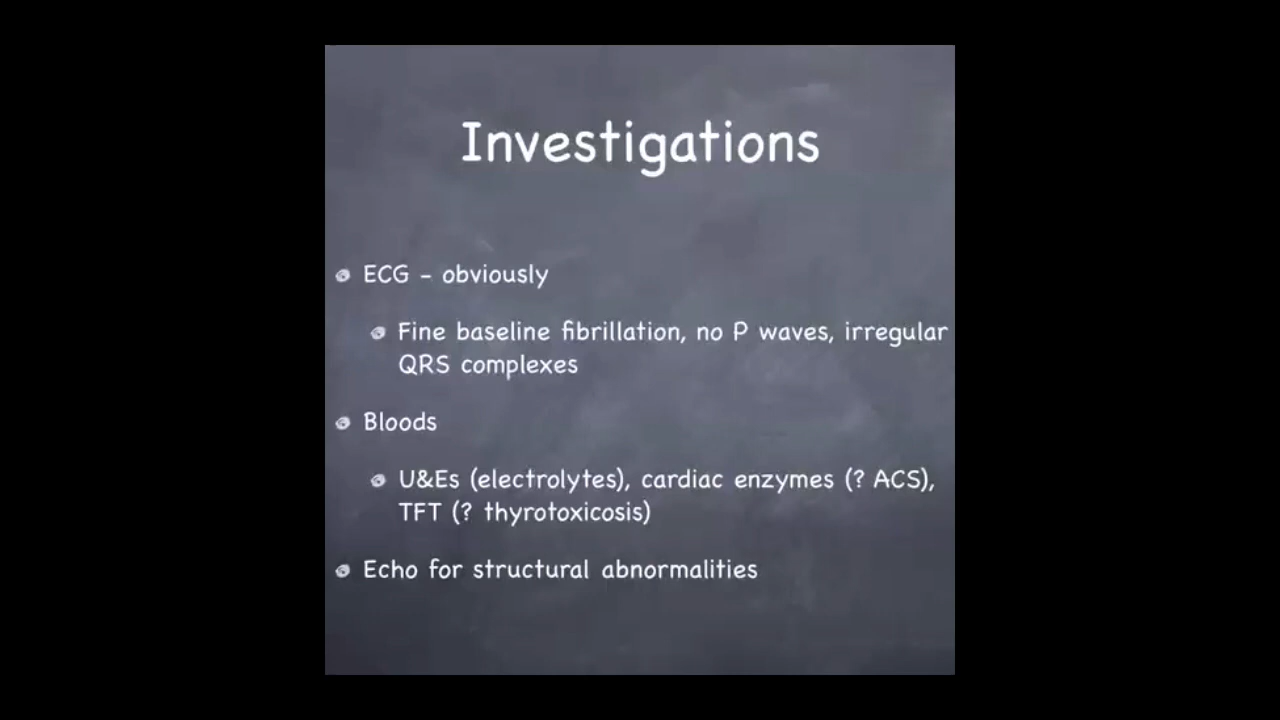 Investigations
ECG - obviously
Fine baseline fibrillation, no P waves, irregular
QRS complexes
Bloods
U&Es (electrolytes), cardiac enzymes (? ACS),
TFT (? thyrotoxicosis)
Echo for structural abnormalities